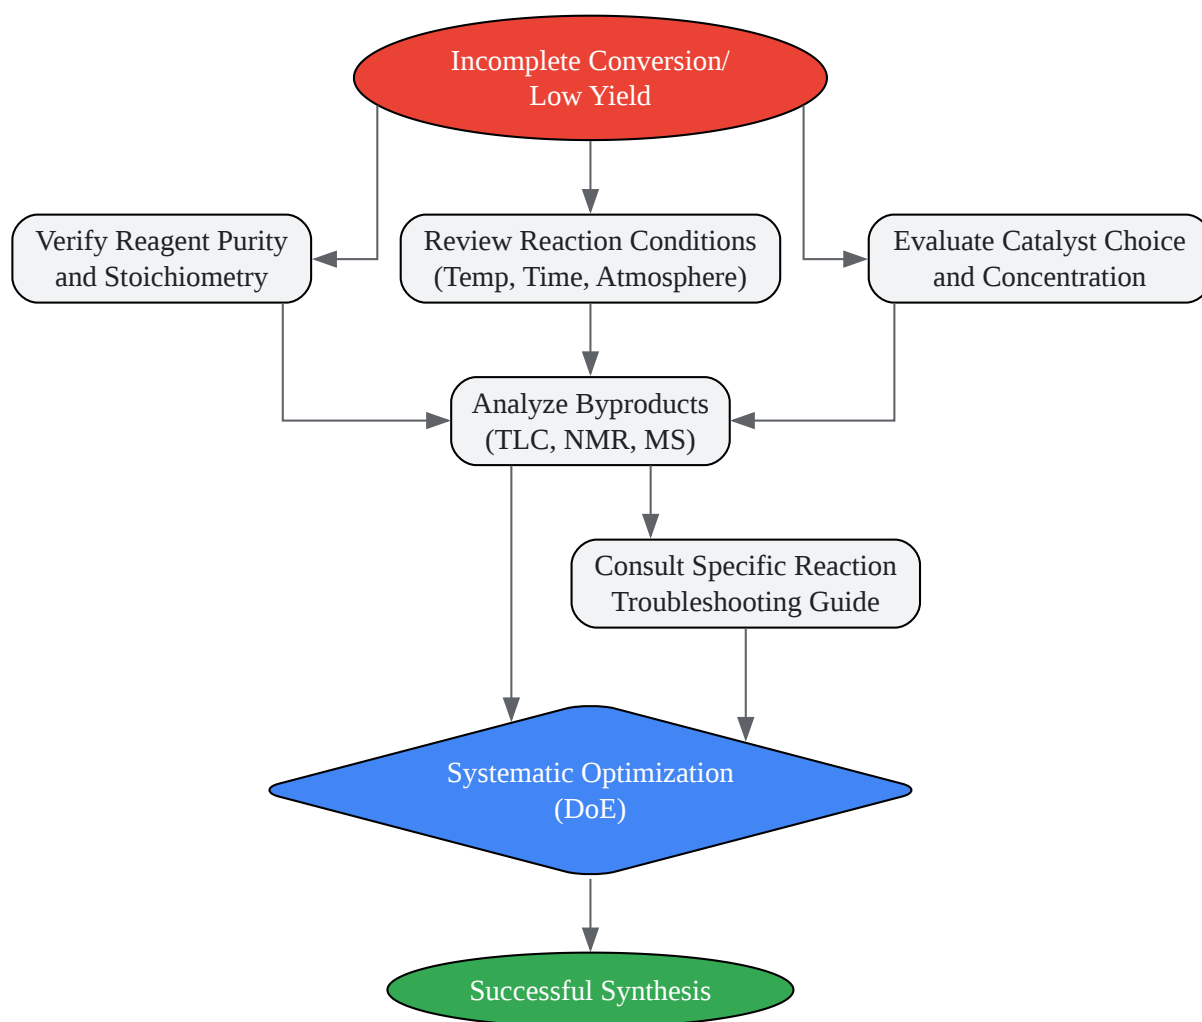 Incomplete Conversion/
Low Yield
Verify Reagent Purity
and Stoichiometry
Review Reaction Conditions
(Temp, Time, Atmosphere)
Evaluate Catalyst Choice
and Concentration
Analyze Byproducts
(TLC, NMR, MS)
Consult Specific Reaction
Troubleshooting Guide
Systematic Optimization
(DoE)
Successful Synthesis